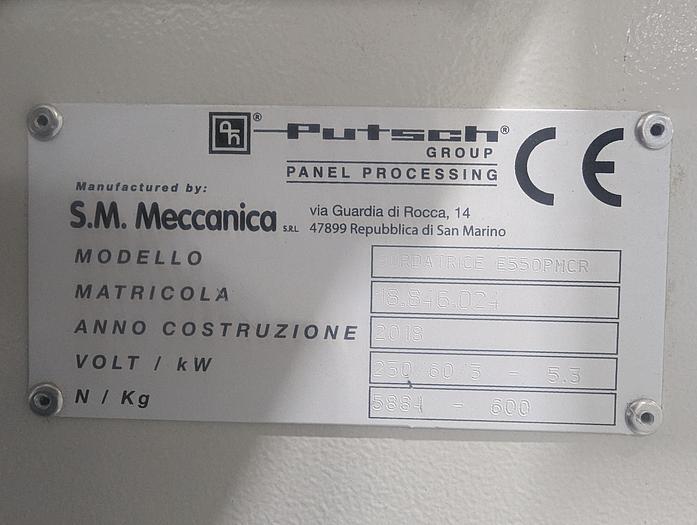 Putsch®
GROUP
PANEL PROCESSING
CE
Manufactured by:
S.M. Meccanica S.R.L
via Guardia di Rocca, 14
47899 Repubblica di San Marino
MODELLO BORDATRICE E550PMCR
MATRICOLA 18.846.024
ANNO COSTRUZIONE 2018
VOLT / kW 230/60/3 - 5.3
N / Kg 5884 - 600